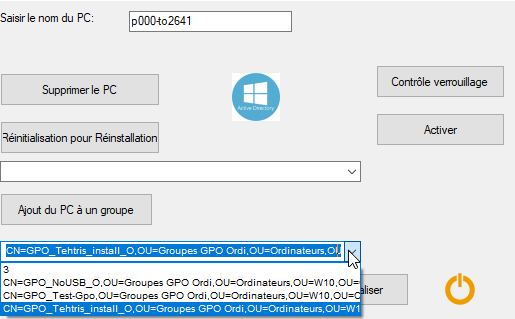 Saisir le nom du PC:
p000-to2641
Supprimer le PC
Active Directory
Contrôle verrouillage
Réinitialisation pour Réinstallation
Activer
Ajout du PC à un groupe
CN=GPO_Tehtris_install_O,OU=Groupes GPO Ordi,OU=Ordinateurs,OU
3
CN=GPO_NoUSB_O,OU=Groupes GPO Ordi,OU=Ordinateurs,OU=W10,OU=
CN=GPO_Test-Gpo,OU=Groupes GPO Ordi,OU=Ordinateurs,OU=W10,OU=
CN=GPO_Tehtris_install_O,OU=Groupes GPO Ordi,OU=Ordinateurs,OU=W1
aliser